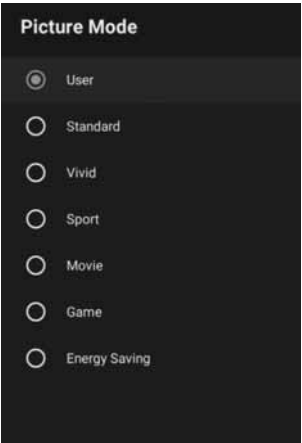 Picture Mode
User
Standard
Vivid
Sport
Movie
Game
Energy Saving